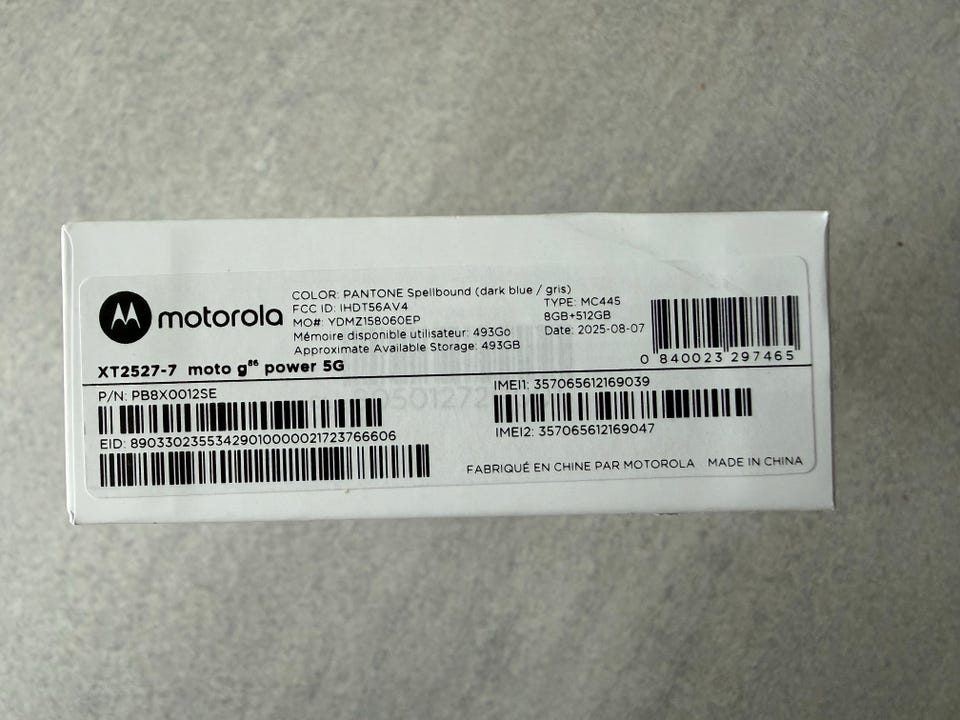 motorola
COLOR: PANTONE Spellbound (dark blue / gris)
FCC ID: IHDT56AV4
TYPE: MC445
MO#: YDMZ158060EP
8GB+512GB
Mémoire disponible utilisateur: 493Go
Date: 2025-08-07
Approximate Available Storage: 493GB
0 840023 297465
XT2527-7 moto g86 power 5G
P/N: PB8X0012SE
IMEI1: 357065612169039
EID: 89033023553429010000021723766606
IMEI2: 357065612169047
FABRIQUÉ EN CHINE PAR MOTOROLA MADE IN CHINA